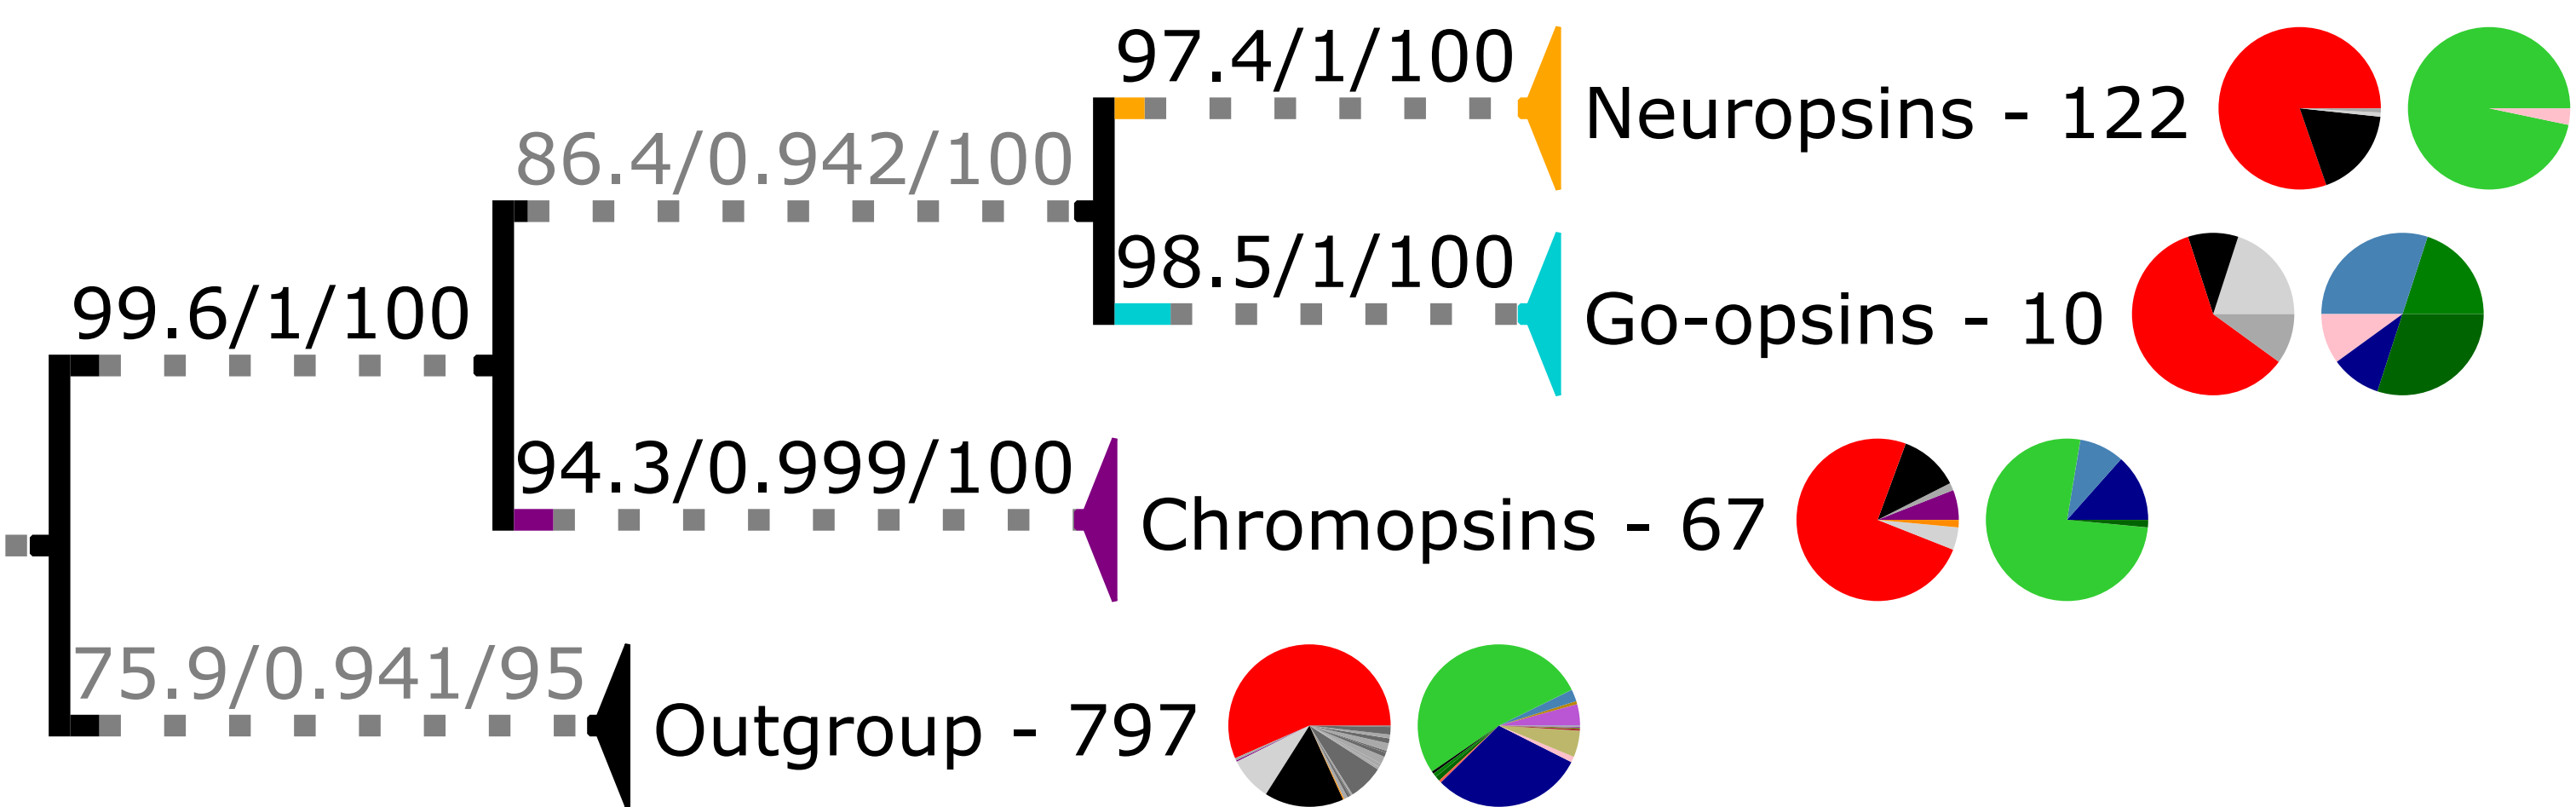 97.4/1/100
Neuropsins - 122
86.4/0.942/100
98.5/1/100
Go-opsins - 10
99.6/1/100
94.3/0.999/100
Chromopsins - 67
75.9/0.941/95
Outgroup - 797